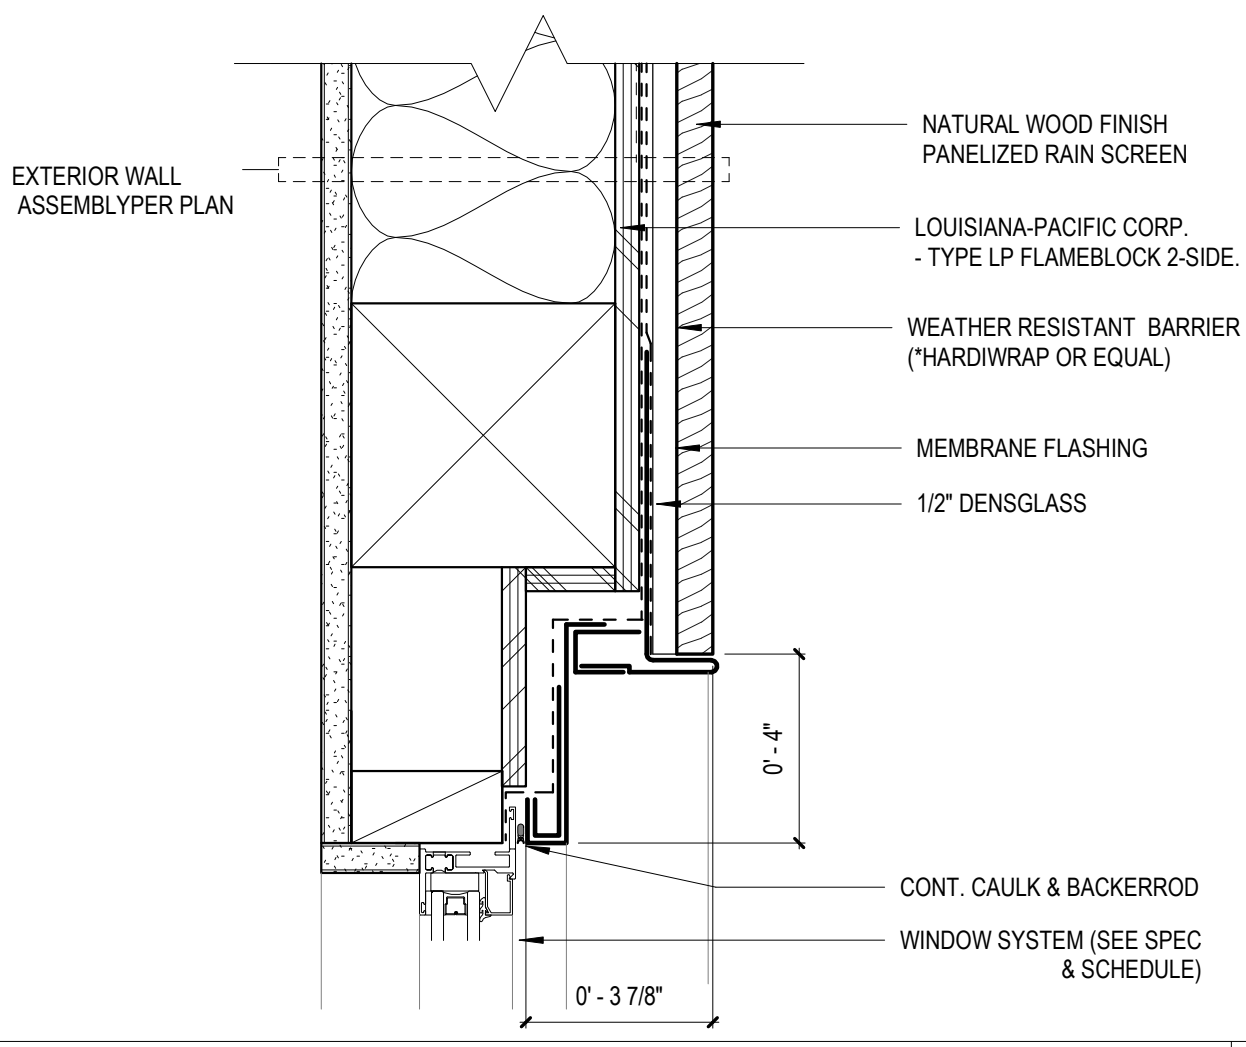 NATURAL WOOD FINISH
PANELIZED RAIN SCREEN
EXTERIOR WALL
ASSEMBLYPER PLAN
LOUISIANA-PACIFIC CORP.
- TYPE LP FLAMEBLOCK 2-SIDE.
WEATHER RESISTANT BARRIER
(*HARDIWRAP OR EQUAL)
MEMBRANE FLASHING
1/2" DENSGLASS
0' - 4"
CONT. CAULK & BACKERROD
WINDOW SYSTEM (SEE SPEC
& SCHEDULE)
0' - 3 7/8"